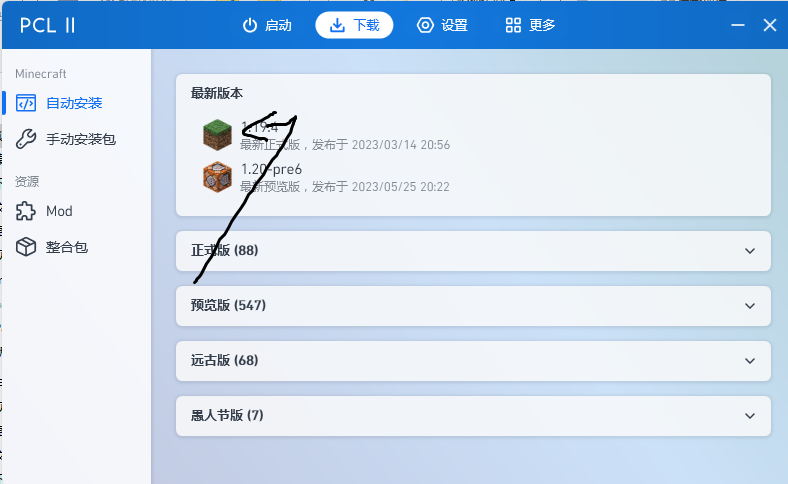 PCL II
启动
下载
设置
更多
Minecraft
自动安装
手动安装包
资源
Mod
整合包
最新版本
1.19.4
最新正式版，发布于 2023/03/14 20:56
1.20-pre6
最新预览版，发布于 2023/05/25 20:22
正式版 (88)
预览版 (547)
远古版 (68)
愚人节版 (7)